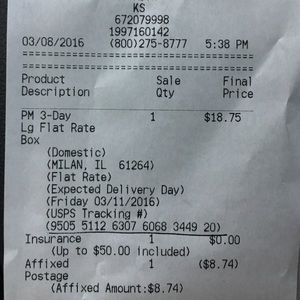 KS
672079998
1997160142
03/08/2016 (800)275-8777 5:38 PM
Product Sale Final
Description Qty Price
PM 3-Day 1 $18.75
Lg Flat Rate
Box
(Domestic)
(MILAN, IL 61264)
(Flat Rate)
(Expected Delivery Day)
(Friday 03/11/2016)
(USPS Tracking #)
(9505 5112 6307 6068 3449 20)
Insurance 1 $0.00
(Up to $50.00 included)
Affixed 1 ($8.74)
Postage
(Affixed Amount:$8.74)